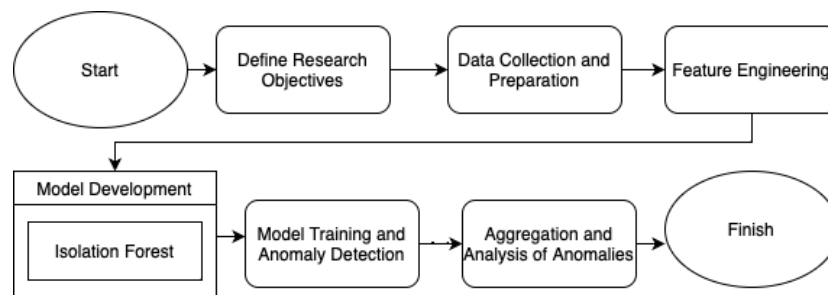 Start
Define Research
Objectives
Data Collection and
Preparation
Feature Engineering
Model Development
Isolation Forest
Model Training and
Anomaly Detection
Aggregation and
Analysis of Anomalies
Finish